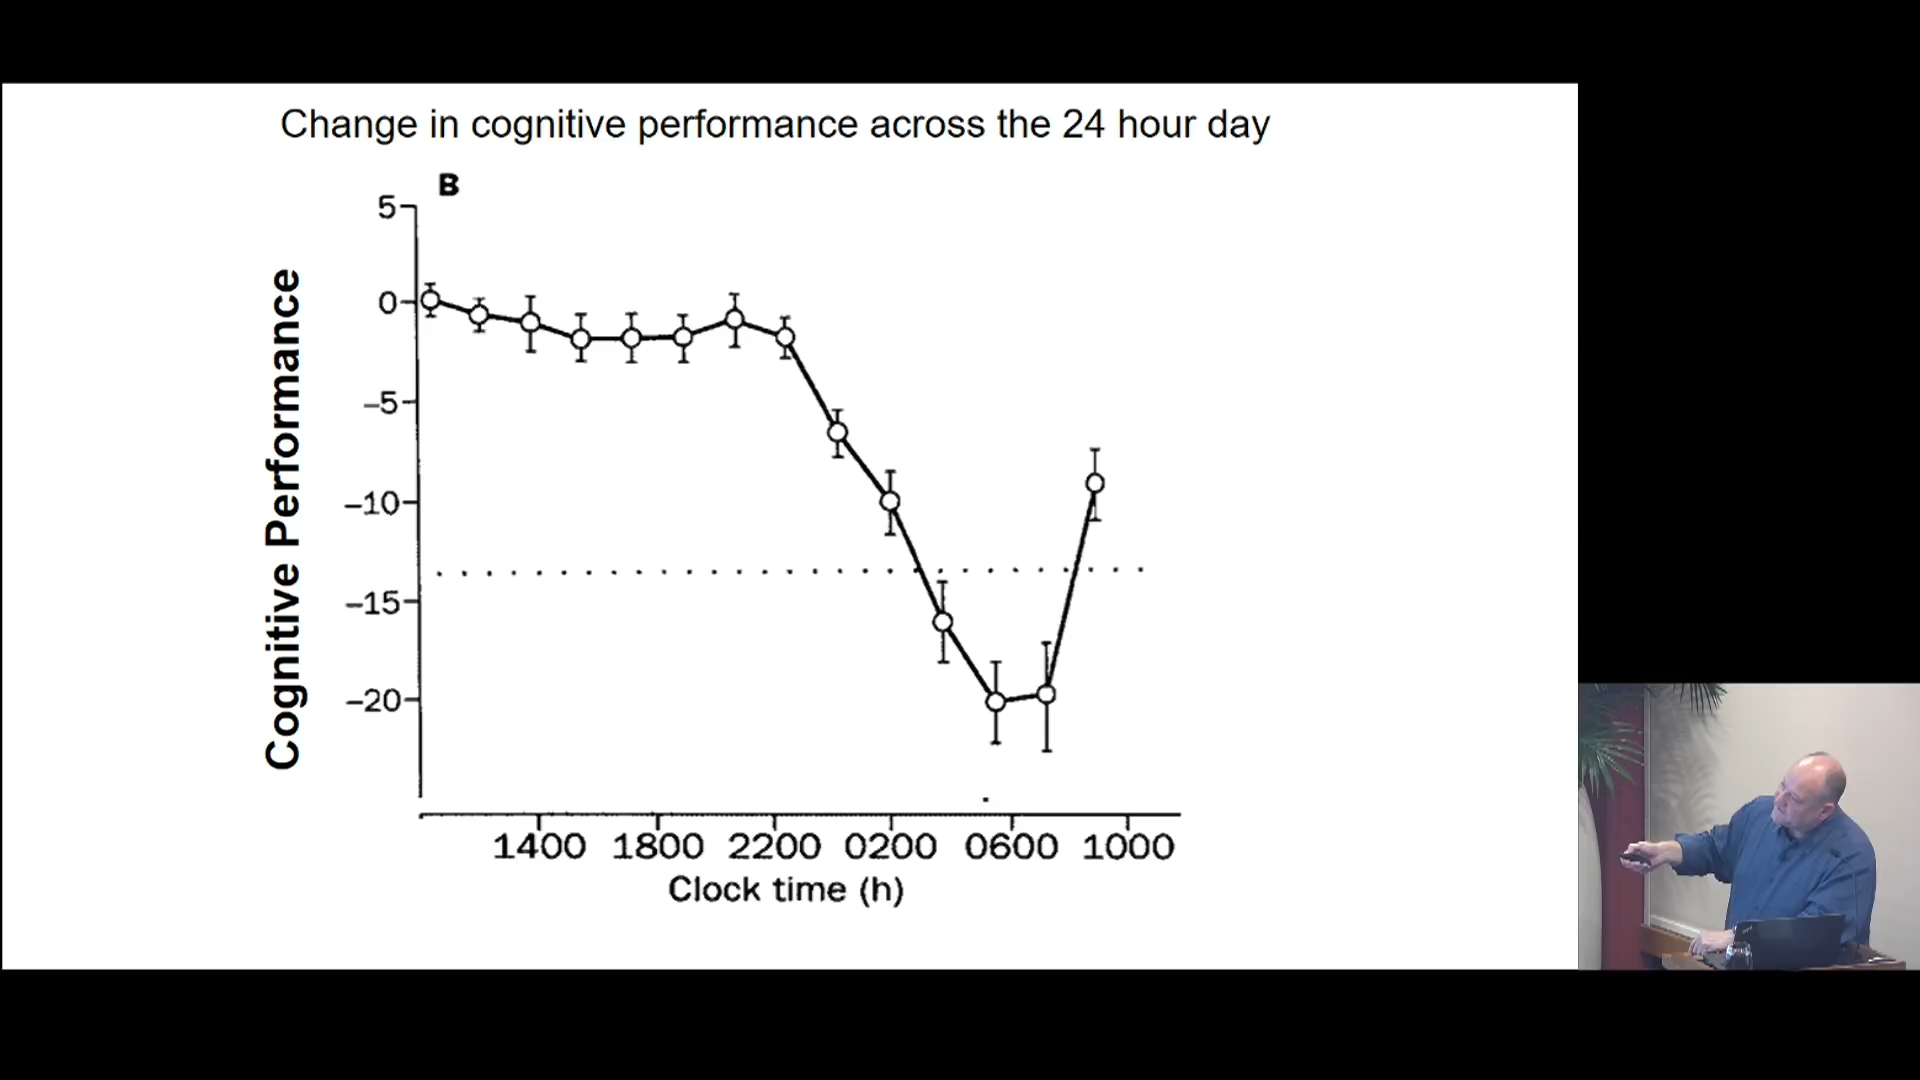 Change in cognitive performance across the 24 hour day
B
5
0
–5
–10
–15
–20
Cognitive Performance
1400 1800 2200 0200 0600 1000
Clock time (h)